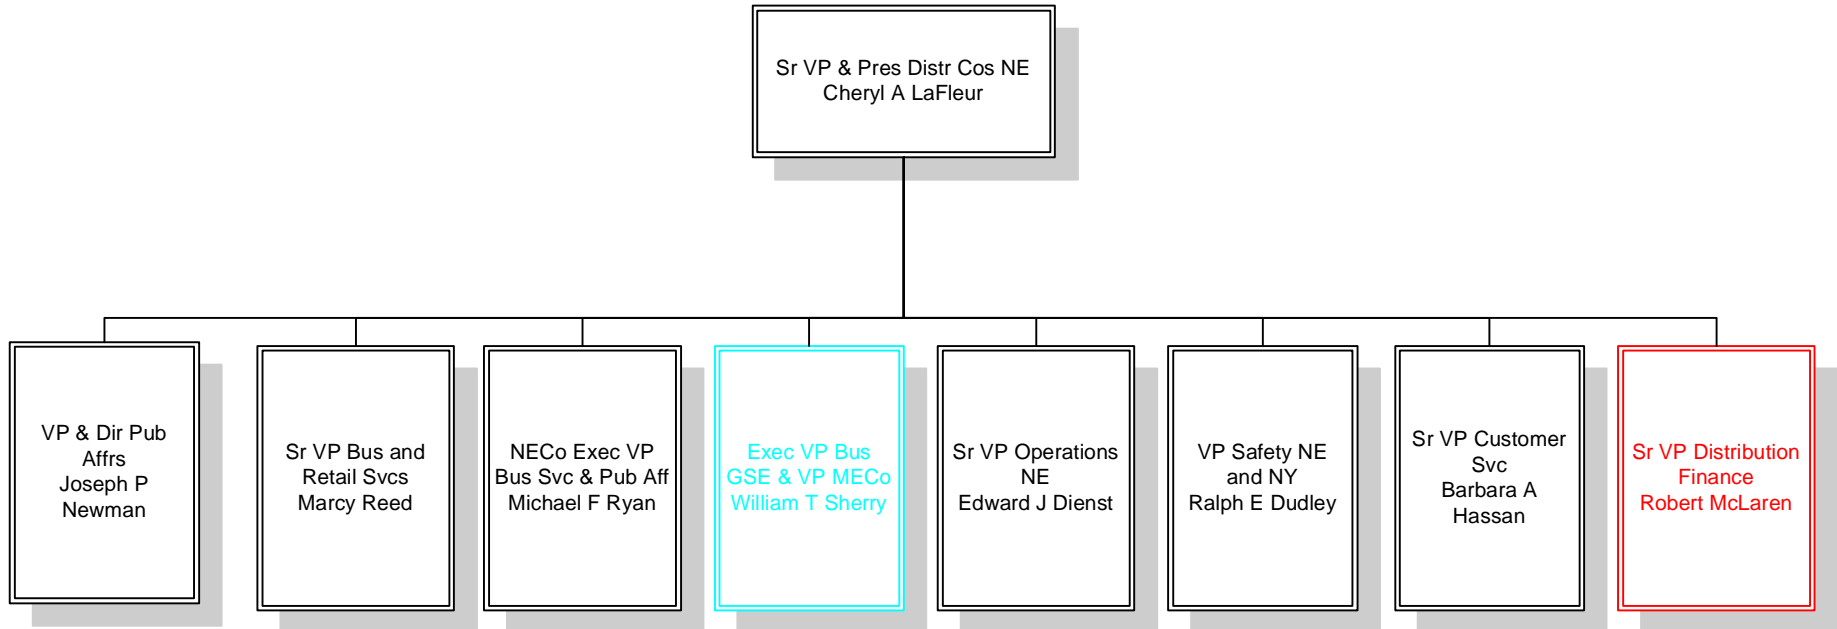 Sr VP & Pres Distr Cos NE
Cheryl A LaFleur
VP & Dir Pub
Affrs
Joseph P
Newman
Sr VP Bus and
Retail Svcs
Marcy Reed
NECo Exec VP
Bus Svc & Pub Aff
Michael F Ryan
Exec VP Bus
GSE & VP MECo
William T Sherry
Sr VP Operations
NE
Edward J Dienst
VP Safety NE
and NY
Ralph E Dudley
Sr VP Customer
Svc
Barbara A
Hassan
Sr VP Distribution
Finance
Robert McLaren